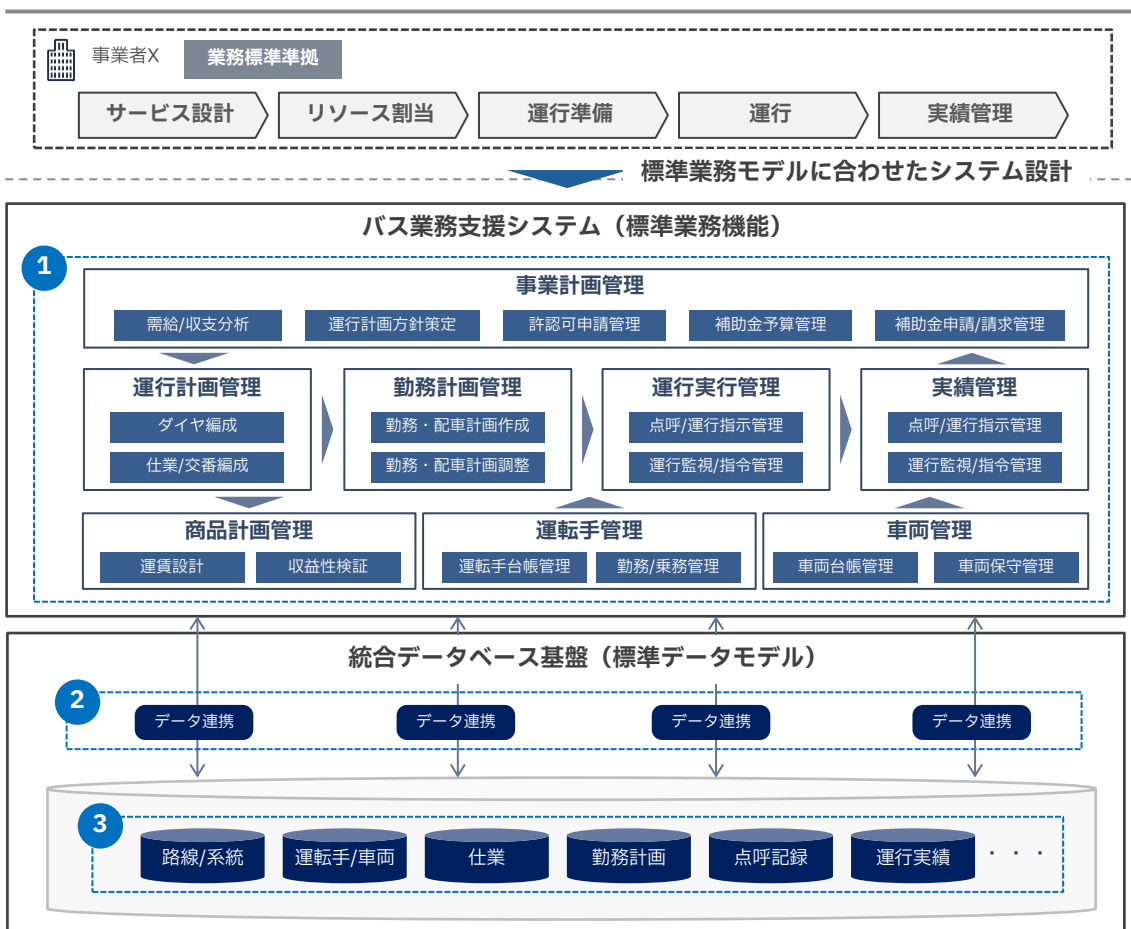 事業者X
業務標準準拠
サービス設計
リソース割当
運行準備
運行
実績管理
標準業務モデルに合わせたシステム設計
バス業務支援システム（標準業務機能）
1
事業計画管理
需給/収支分析
運行計画方針策定
許認可申請管理
補助金予算管理
補助金申請/請求管理
運行計画管理
ダイヤ編成
仕業/交番編成
勤務計画管理
勤務・配車計画作成
勤務・配車計画調整
運行実行管理
点呼/運行指示管理
運行監視/指令管理
実績管理
点呼/運行指示管理
運行監視/指令管理
商品計画管理
運賃設計
収益性検証
運転手管理
運転手台帳管理
勤務/乗務管理
車両管理
車両台帳管理
車両保守管理
統合データベース基盤（標準データモデル）
2
データ連携
データ連携
データ連携
データ連携
3
路線/系統
運転手/車両
仕業
勤務計画
点呼記録
運行実績
・・・